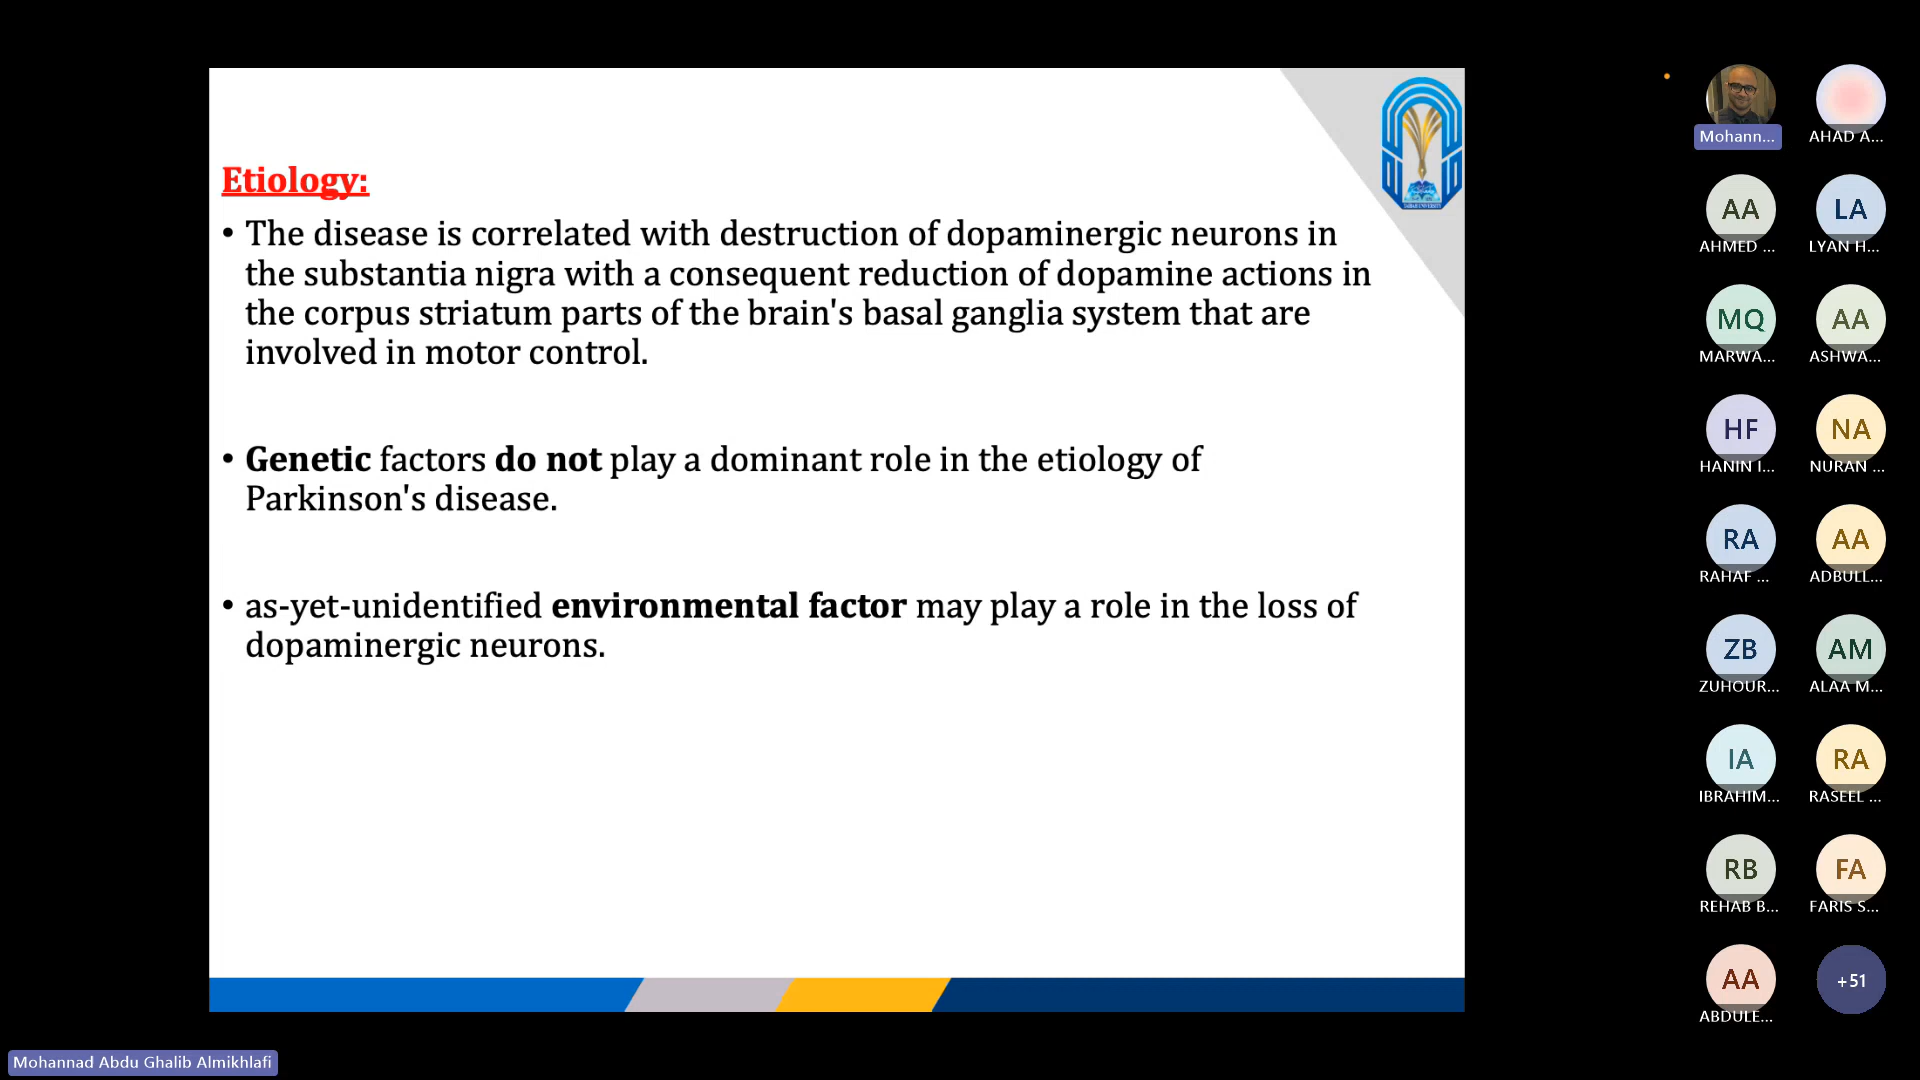 Etiology:
• The disease is correlated with destruction of dopaminergic neurons in
the substantia nigra with a consequent reduction of dopamine actions in
the corpus striatum parts of the brain's basal ganglia system that are
involved in motor control.
• Genetic factors do not play a dominant role in the etiology of
Parkinson's disease.
• as-yet-unidentified environmental factor may play a role in the loss of
dopaminergic neurons.
TAIBAH UNIVERSITY
Mohann...
AHAD A...
AA
AHMED ...
LA
LYAN H...
MQ
MARWA...
AA
ASHWA...
HF
HANIN I...
NA
NURAN ...
RA
RAHAF ...
AA
ADBULL...
ZB
ZUHOUR...
AM
ALAA M...
IA
IBRAHIM...
RA
RASEEL ...
RB
REHAB B...
FA
FARIS S...
AA
ABDULE...
+51
Mohannad Abdu Ghalib Almikhlafi